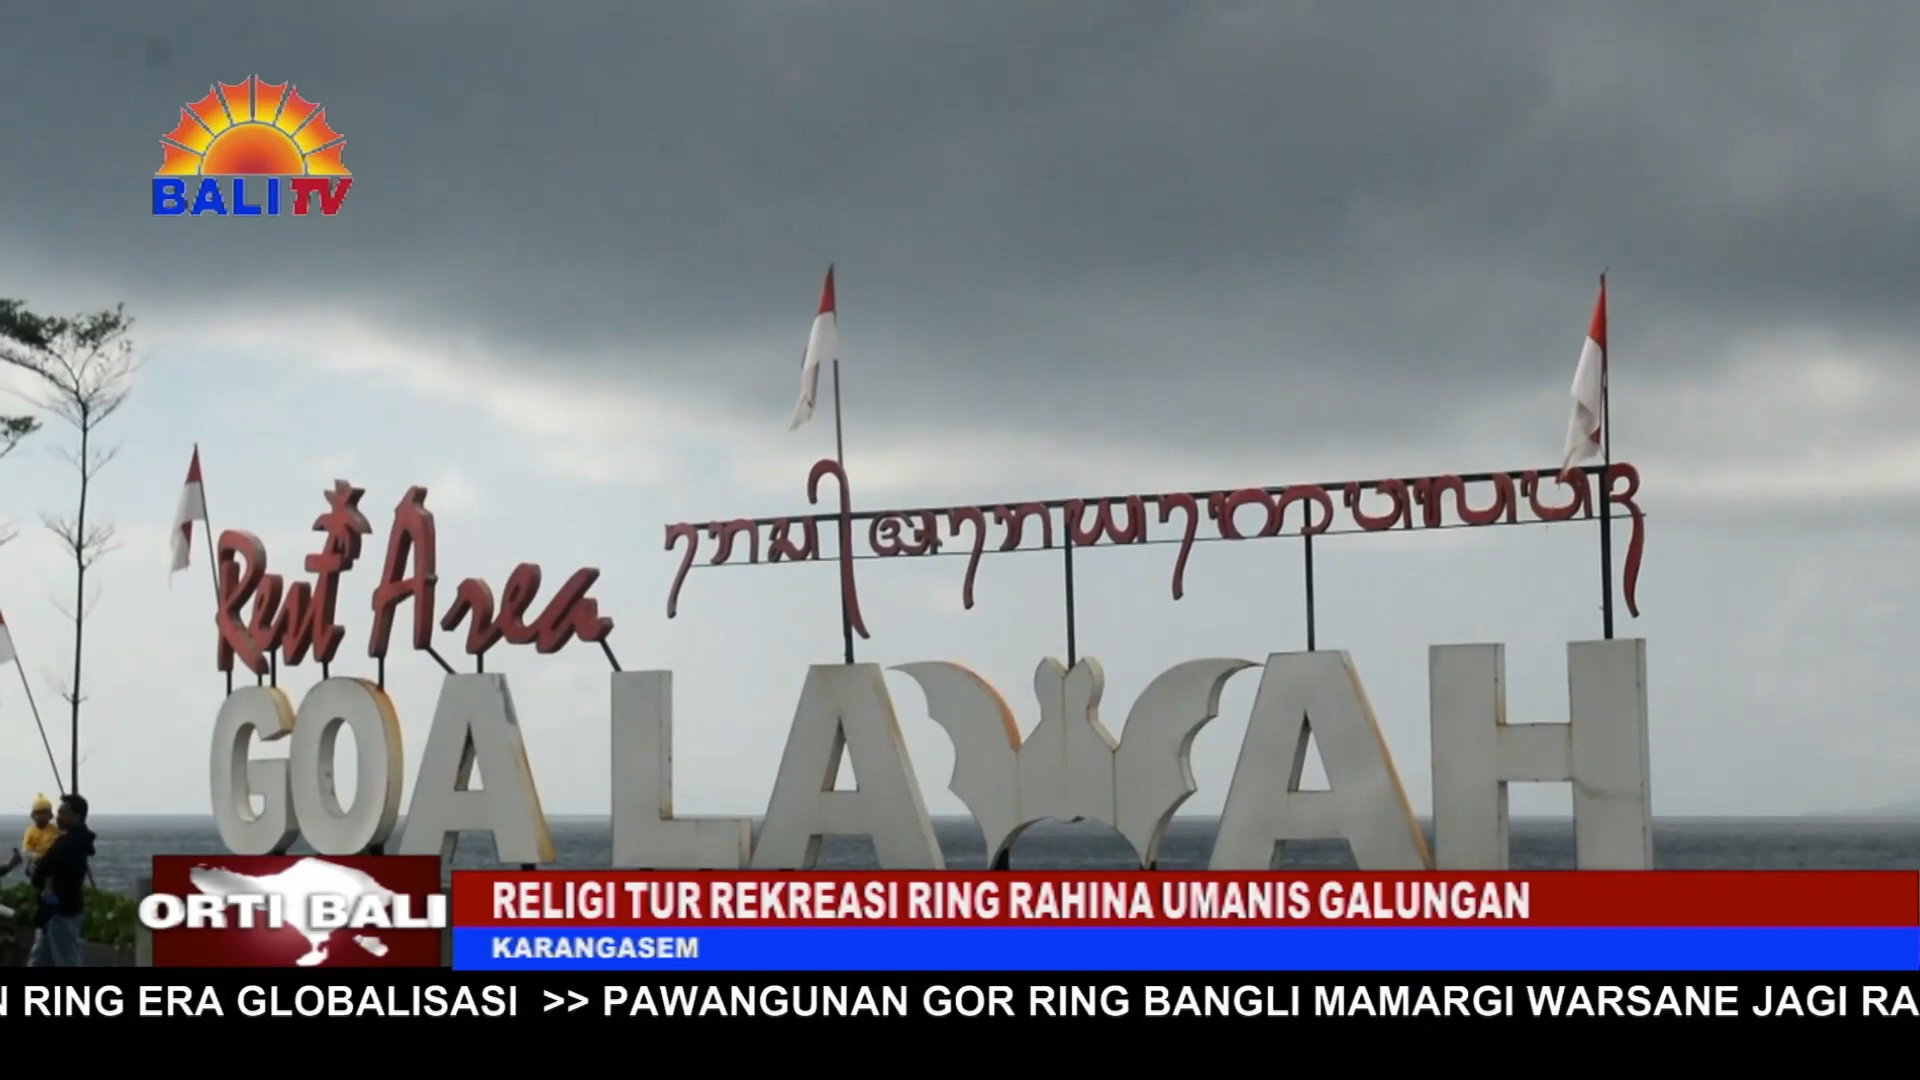 BALI TV
Rest Area
GOA LAWAH
ORTI BALI
RELIGI TUR REKREASI RING RAHINA UMANIS GALUNGAN
KARANGASEM
N RING ERA GLOBALISASI >> PAWANGUNAN GOR RING BANGLI MAMARGI WARSANE JAGI RA